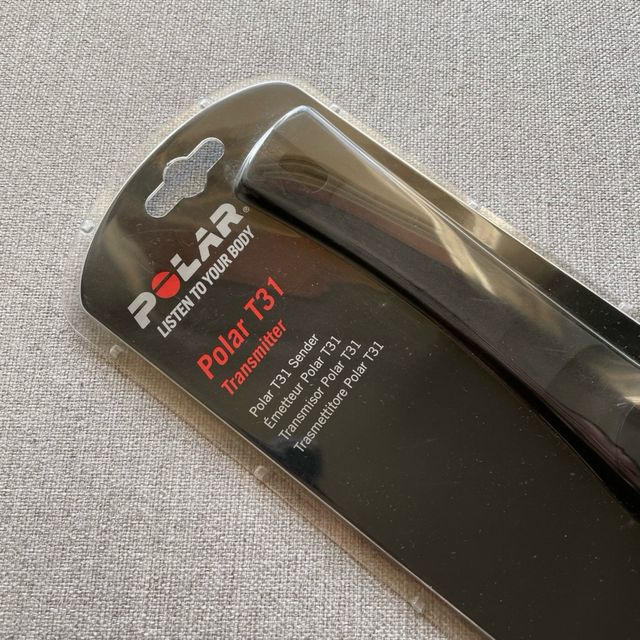 POLAR®
LISTEN TO YOUR BODY
Polar T31
Transmitter
Polar T31 Sender
Émetteur Polar T31
Transmisor Polar T31
Trasmettitore Polar T31